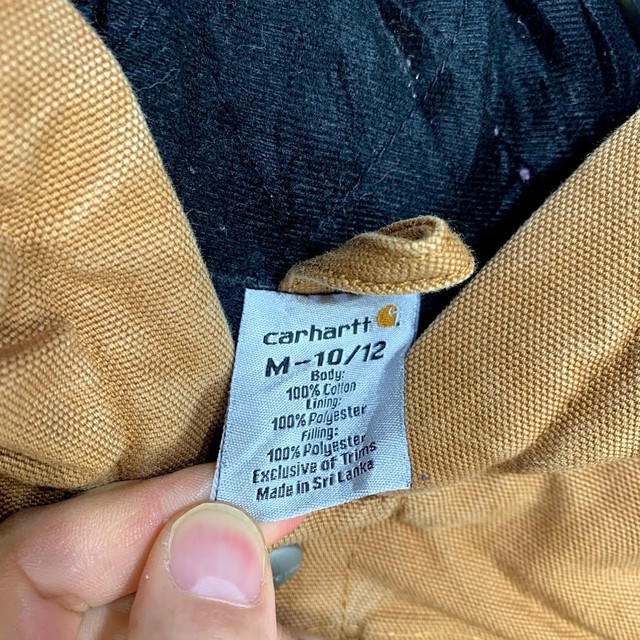 carhartt
M-10/12
Body:
100% Cotton
Lining:
100% Polyester
Filling:
100% Polyester
Exclusive of Trims
Made in Sri Lanka